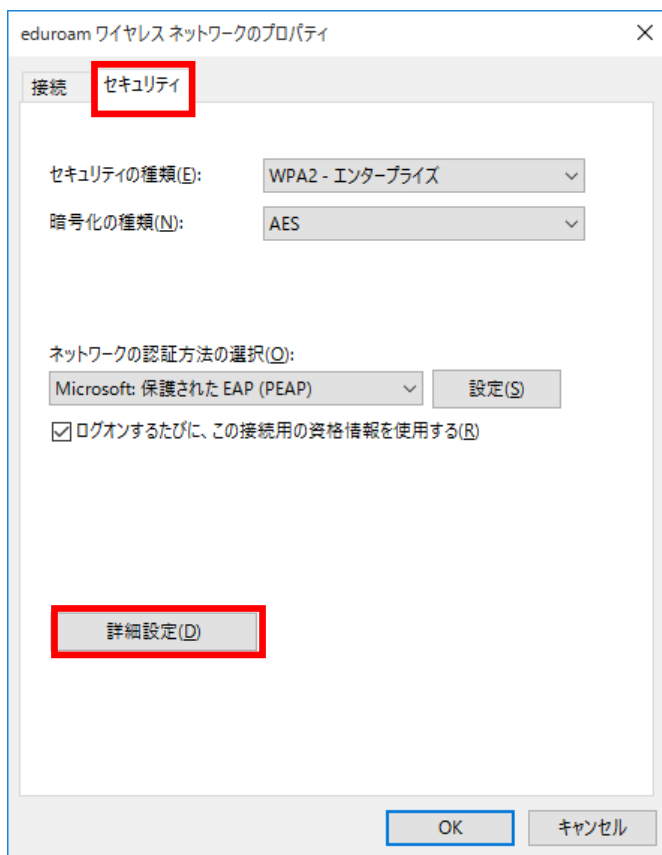 eduroam ワイヤレス ネットワークのプロパティ
接続 セキュリティ
セキュリティの種類(E): WPA2 - エンタープライズ
暗号化の種類(N): AES
ネットワークの認証方法の選択(O):
Microsoft: 保護された EAP (PEAP) 設定(S)
ログオンするたびに、この接続用の資格情報を使用する(R)
詳細設定(D)
OK キャンセル